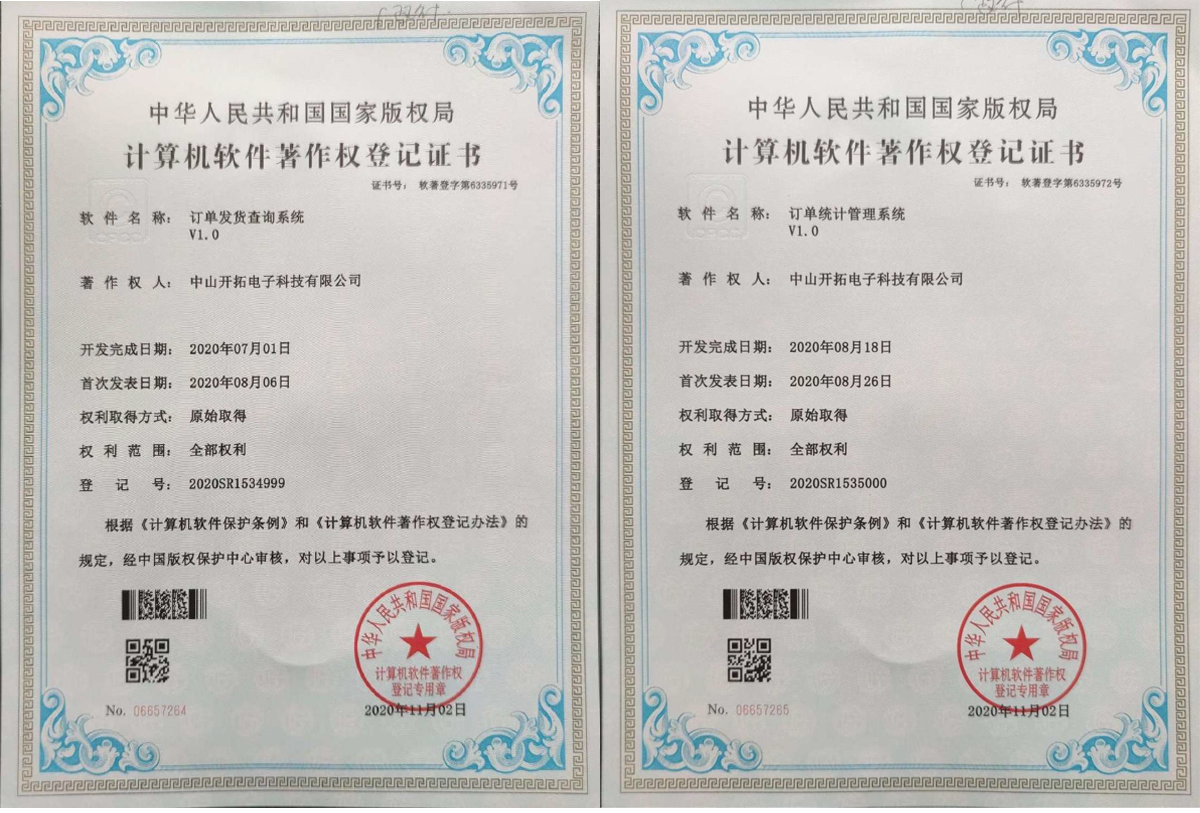 中华人民共和国国家版权局
计算机软件著作权登记证书
证书号： 软著登字第6335971号
软件名称： 订单发货查询系统
V1.0
著作权人： 中山开拓电子科技有限公司
开发完成日期： 2020年07月01日
首次发表日期： 2020年08月06日
权利取得方式： 原始取得
权利范围： 全部权利
登记号： 2020SR1534999
根据《计算机软件保护条例》和《计算机软件著作权登记办法》的
规定，经中国版权保护中心审核，对以上事项予以登记。
中华人民共和国国家版权局
计算机软件著作权
登记专用章
No. 06657264
2020年11月02日
中华人民共和国国家版权局
计算机软件著作权登记证书
证书号： 软著登字第6335972号
软件名称： 订单统计管理系统
V1.0
著作权人： 中山开拓电子科技有限公司
开发完成日期： 2020年08月18日
首次发表日期： 2020年08月26日
权利取得方式： 原始取得
权利范围： 全部权利
登记号： 2020SR1535000
根据《计算机软件保护条例》和《计算机软件著作权登记办法》的
规定，经中国版权保护中心审核，对以上事项予以登记。
中华人民共和国国家版权局
计算机软件著作权
登记专用章
No. 06657265
2020年11月02日